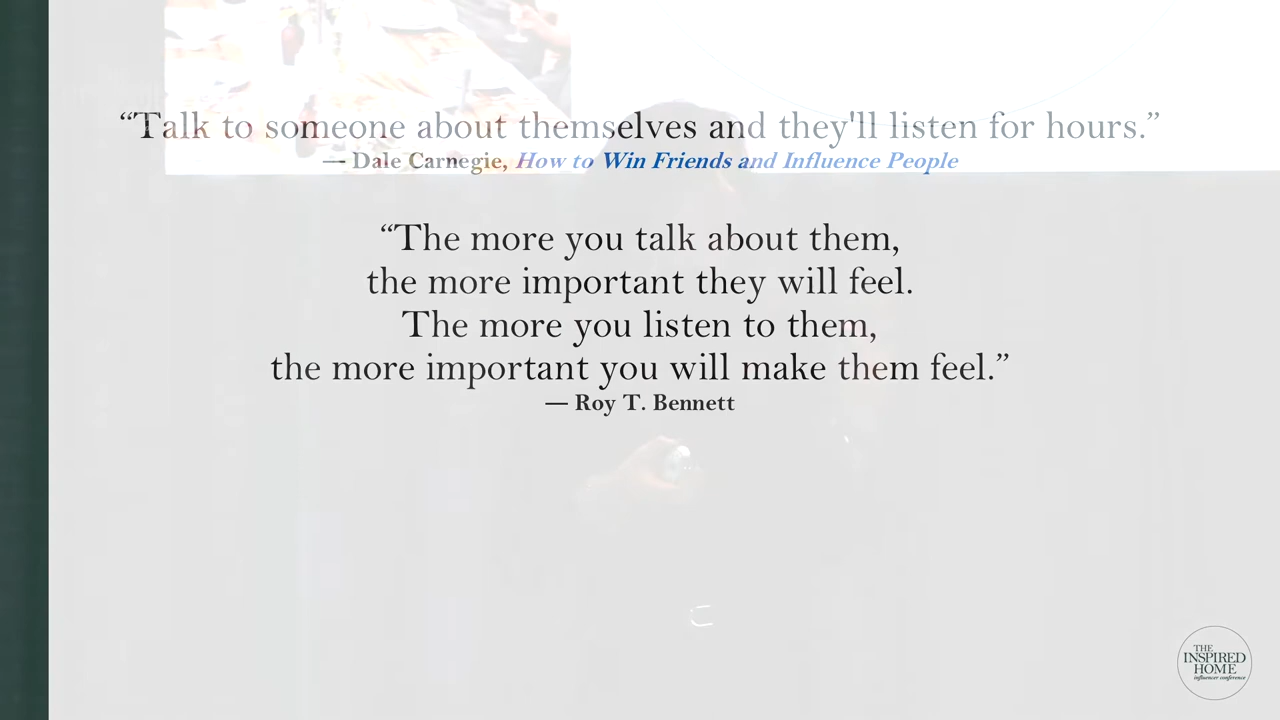 “Talk to someone about themselves and they'll listen for hours.”
— Dale Carnegie, How to Win Friends and Influence People
“The more you talk about them,
the more important they will feel.
The more you listen to them,
the more important you will make them feel.”
— Roy T. Bennett
THE
INSPIRED
HOME
influencer conference